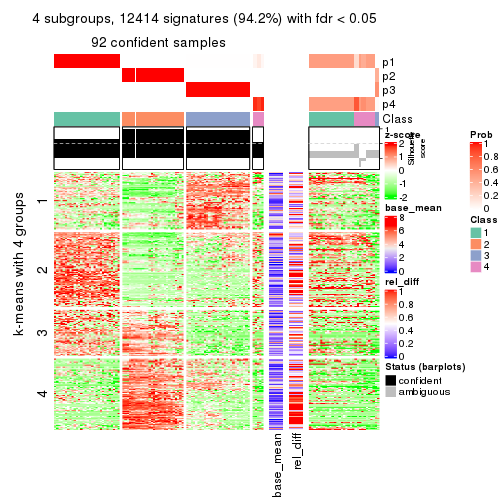 4 subgroups, 12414 signatures (94.2%) with fdr < 0.05
92 confident samples
p1
p2
p3
p4
Class
1
Silhouette
score
z-score
2
1
0
-1
-2
base_mean
8
6
4
2
0
rel_diff
1
0.8
0.6
0.4
0.2
0
Status (barplots)
confident
ambiguous
Prob
1
0.8
0.6
0.4
0.2
0
Class
1
2
3
4
k-means with 4 groups
1
2
3
4
base_mean
rel_diff